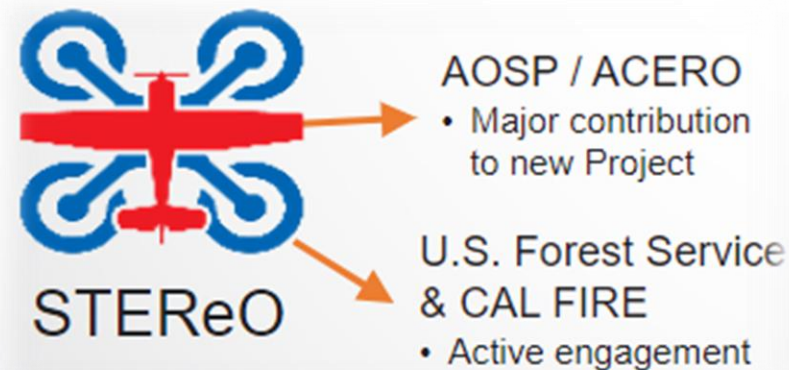 AOSP / ACERO
• Major contribution
to new Project
U.S. Forest Service
& CAL FIRE
• Active engagement
STEReO